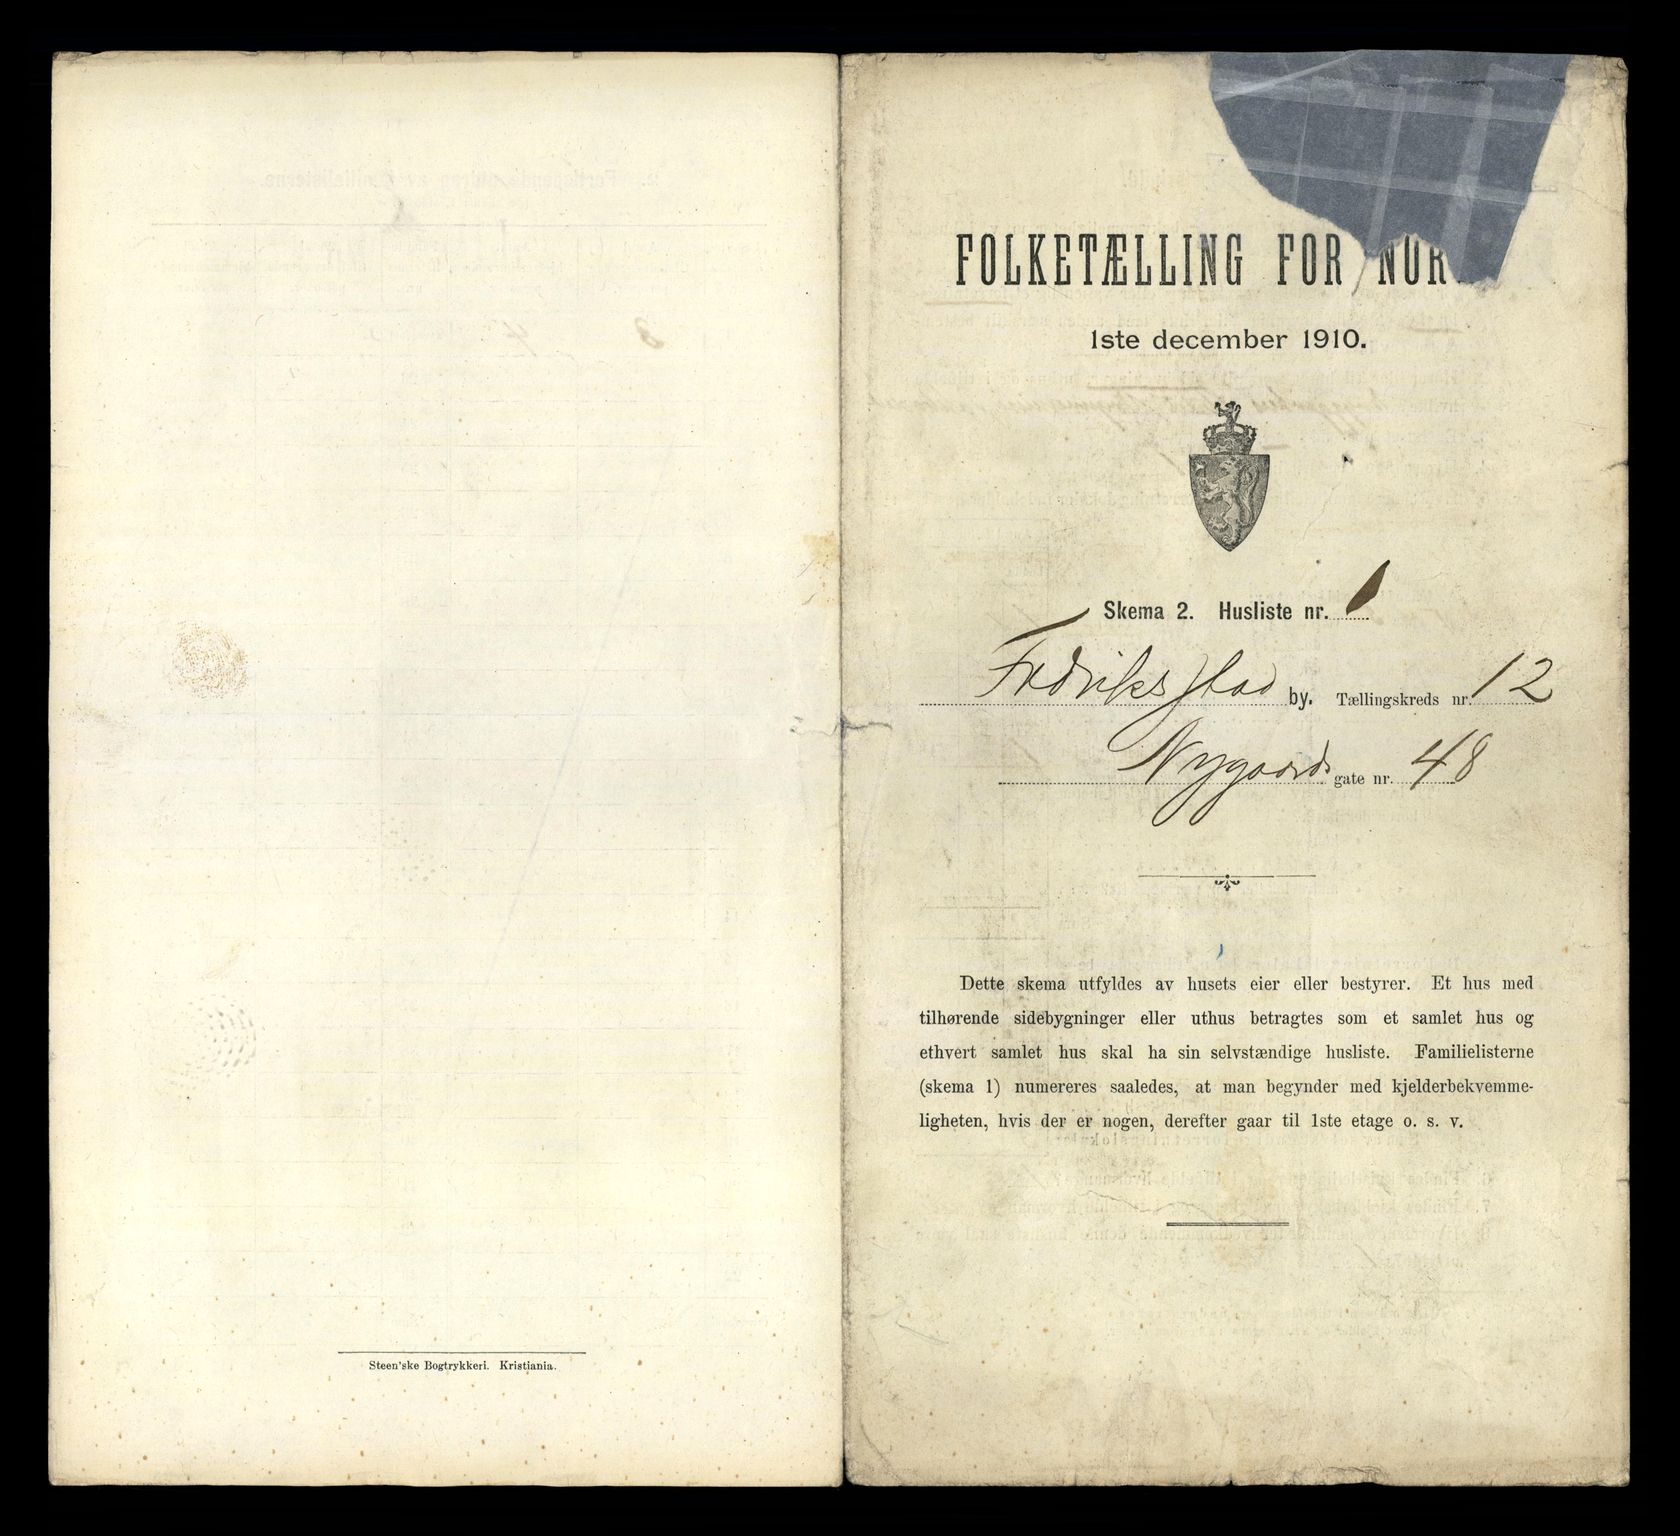 FOLKETÆLLING FOR NOR
1ste december 1910.
Skema 2. Husliste nr. 1
Fredriksstad by. Tællingskreds nr. 12
Nygaards gate nr. 48
Dette skema utfyldes av husets eier eller bestyrer. Et hus med
tilhørende sidebygninger eller uthus betragtes som et samlet hus og
ethvert samlet hus skal ha sin selvstændige husliste. Familielisterne
(skema 1) numereres saaledes, at man begynder med kjelderbekvemme-
ligheten, hvis der er nogen, derefter gaar til 1ste etage o. s. v.
Steen'ske Bogtrykkeri. Kristiania.